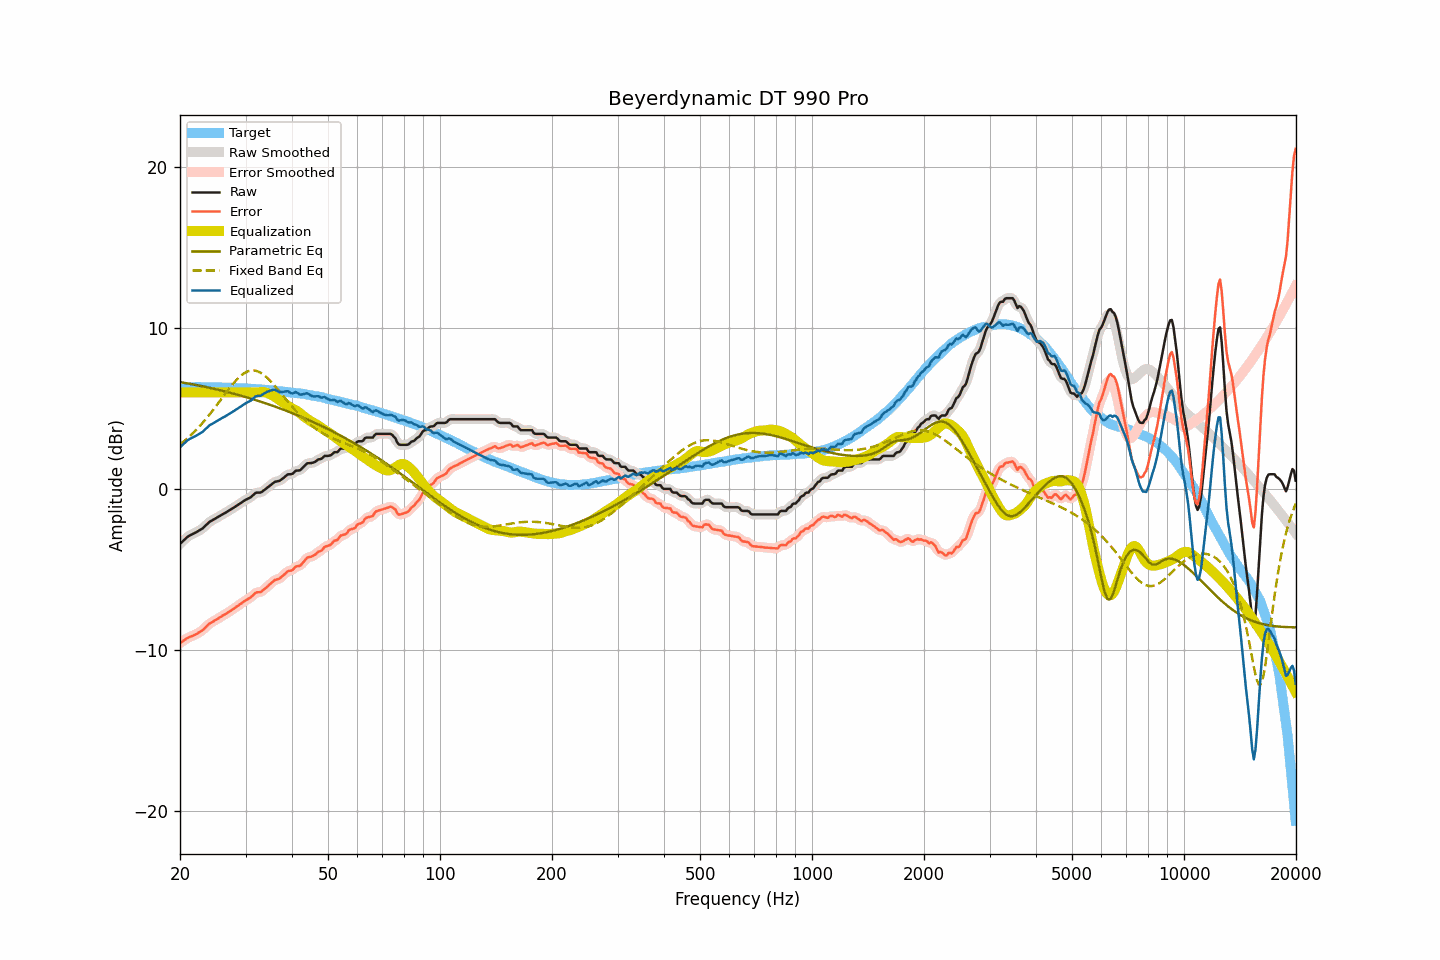 Beyerdynamic DT 990 Pro
Target
Raw Smoothed
Error Smoothed
Raw
Error
Equalization
Parametric Eq
Fixed Band Eq
Equalized
Amplitude (dBr)
20
10
0
−10
−20
20 50 100 200 500 1000 2000 5000 10000 20000
Frequency (Hz)